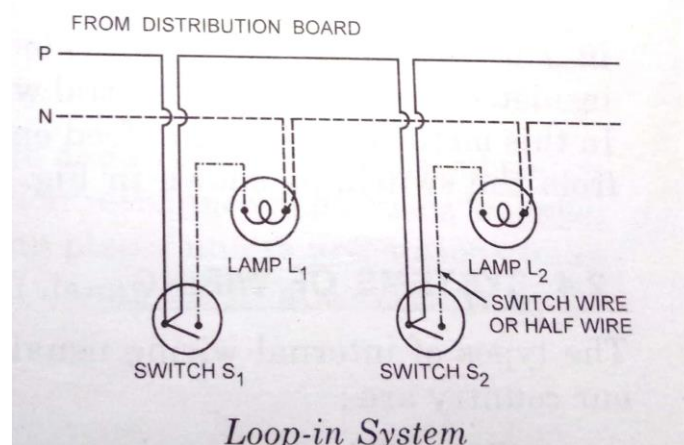 FROM DISTRIBUTION BOARD
P
N
LAMP L1
LAMP L2
SWITCH WIRE
OR HALF WIRE
SWITCH S1
SWITCH S2
Loop-in System